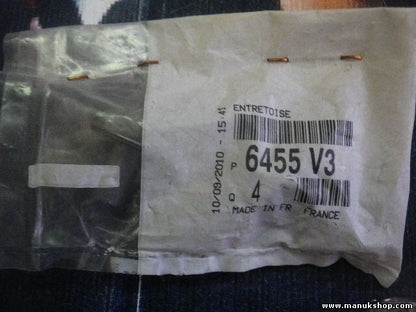 ENTRETOISE
P 6455 V3
Q 4
MADE IN FR FRANCE
10/09/2010 - 15:41
www.manukshop.com